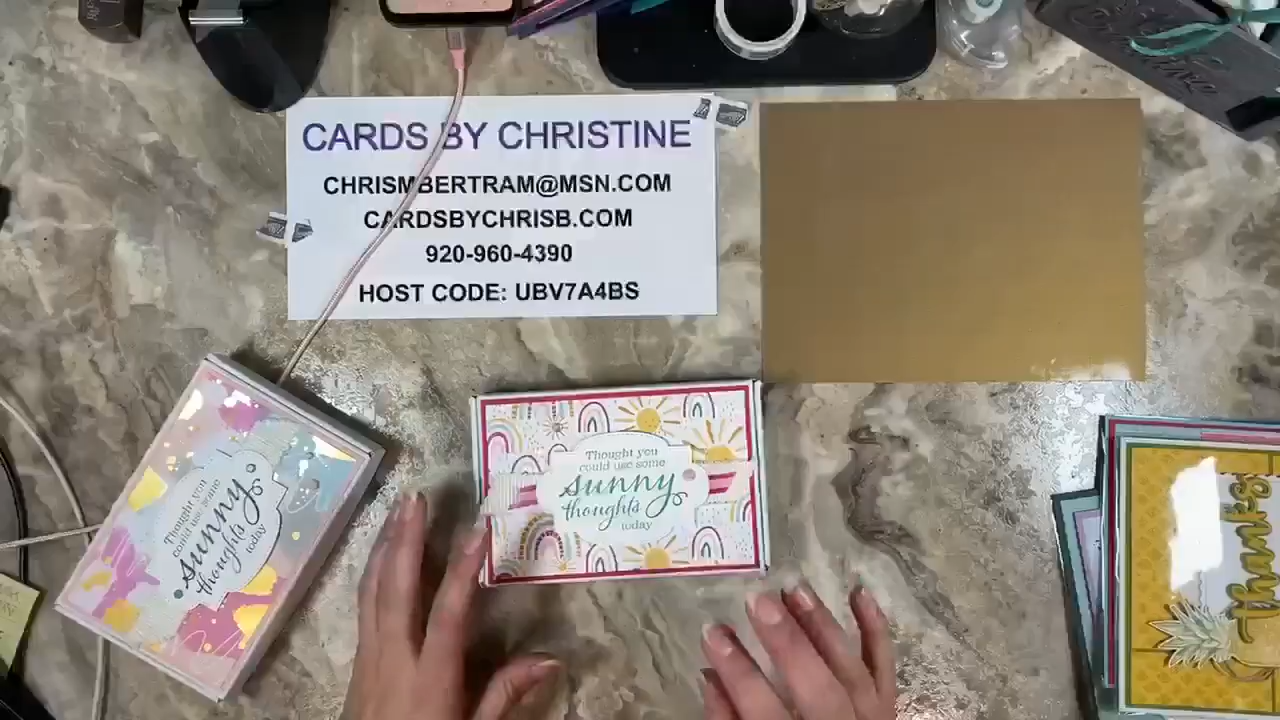 CARDS BY CHRISTINE
CHRISMBERTRAM@MSN.COM
CARDSBYCHRISB.COM
920-960-4390
HOST CODE: UBV7A4BS
Thought you
could use some
sunny
thoughts
today
Thought you
could use some
sunny
thoughts
today
thanks